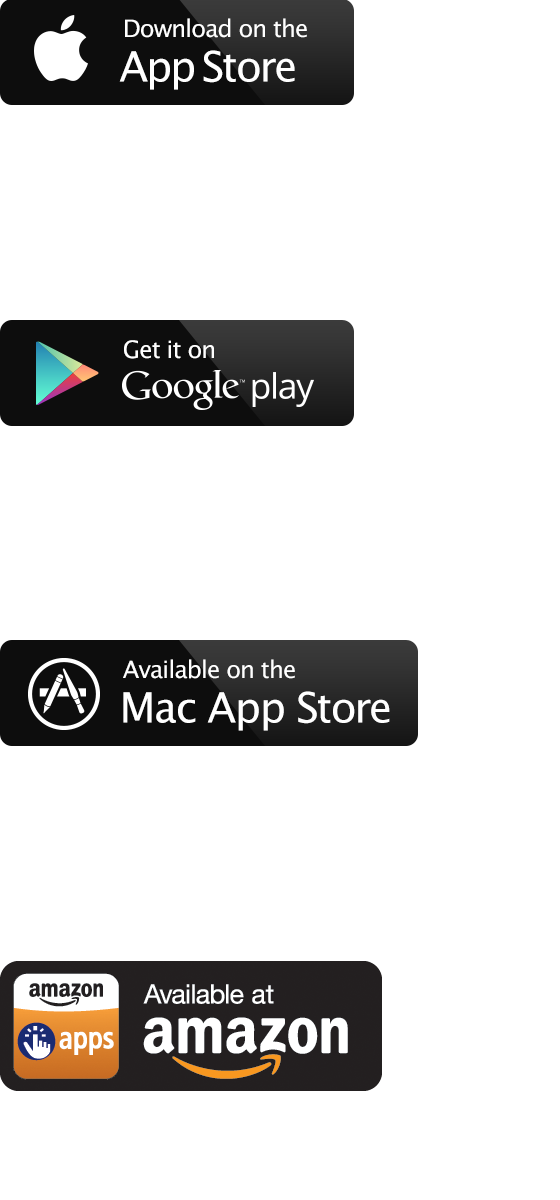 Download on the
App Store
Get it on
Google™ play
Available on the
Mac App Store
amazon
apps
Available at
amazon